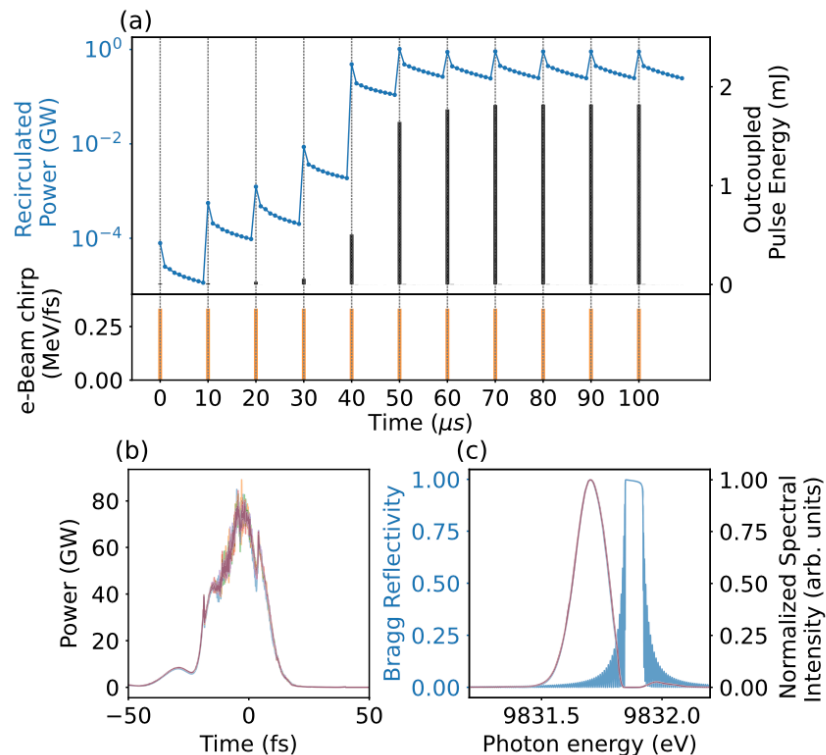 (a)
10⁰
10⁻²
10⁻⁴
Recirculated
Power (GW)
2
1
0
Outcoupled
Pulse Energy (mJ)
0.25
0.00
e-Beam chirp
(MeV/fs)
0 10 20 30 40 50 60 70 80 90 100
Time (μs)
(b)
80
60
40
20
0
Power (GW)
−50 0 50
Time (fs)
(c)
1.00
0.75
0.50
0.25
0.00
Bragg Reflectivity
1.00
0.75
0.50
0.25
0.00
Normalized Spectral
Intensity (arb. units)
9831.5 9832.0
Photon energy (eV)